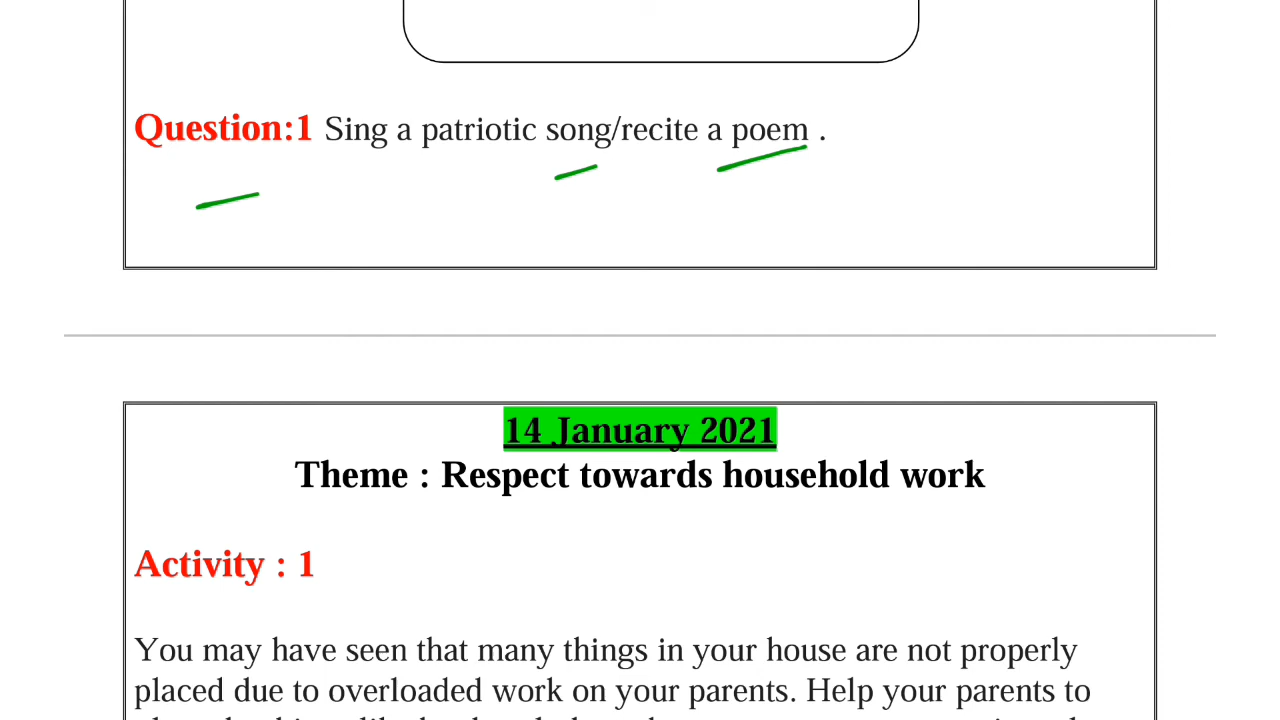 Question:1 Sing a patriotic song/recite a poem .
14 January 2021
Theme : Respect towards household work
Activity : 1
You may have seen that many things in your house are not properly
placed due to overloaded work on your parents. Help your parents to